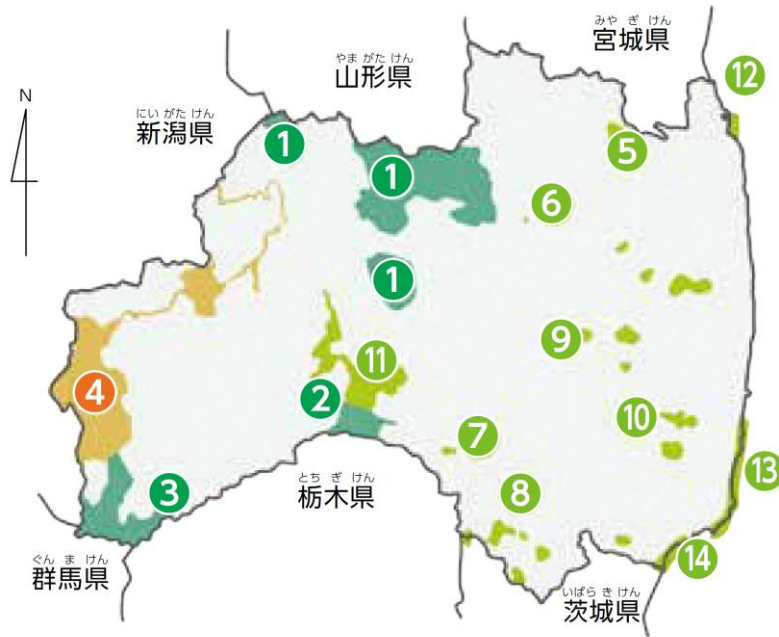 みやぎけん
宮城県
やまがたけん
山形県
N
にいがたけん
新潟県
⑫
①
①
⑤
⑥
①
⑨
⑪
④
②
⑩
⑦
とちぎけん
栃木県
③
⑧
⑬
ぐんまけん
群馬県
⑭
いばらきけん
茨城県